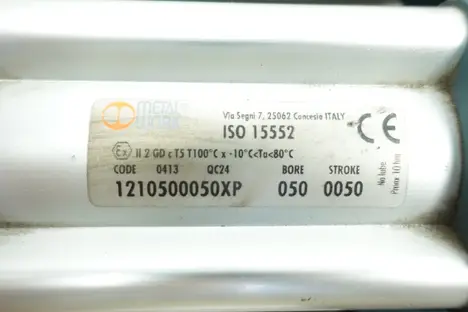 METAL
WORK
Via Segni 7, 25062 Concesio ITALY
ISO 15552
CE
Ex II 2 GD c T5 T100°C x -10°C<Ta<80°C
CODE 0413 QC24 BORE STROKE
1210500050XP 050 0050
No lube
Pmax 10 bar